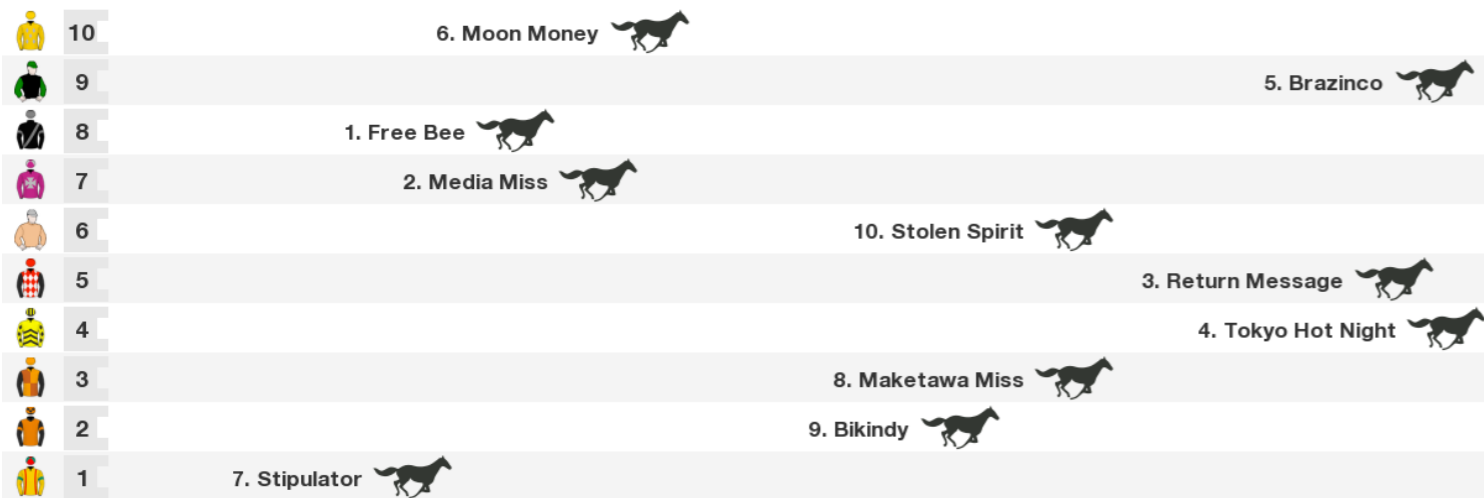 10 6. Moon Money
9 5. Brazinco
8 1. Free Bee
7 2. Media Miss
6 10. Stolen Spirit
5 3. Return Message
4 4. Tokyo Hot Night
3 8. Maketawa Miss
2 9. Bikindy
1 7. Stipulator